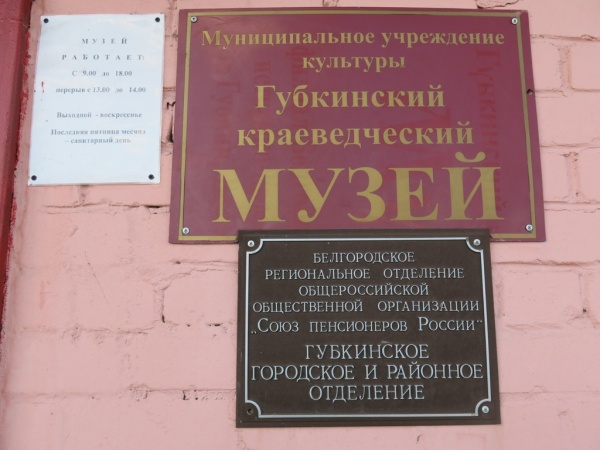 МУЗЕЙ
РАБОТАЕТ:
с 9.00 до 18.00
перерыв с 13.00 до 14.00
Выходной - воскресенье
Последняя пятница месяца
- санитарный день
Муниципальное учреждение
культуры
Губкинский
краеведческий
МУЗЕЙ
БЕЛГОРОДСКОЕ
РЕГИОНАЛЬНОЕ ОТДЕЛЕНИЕ
ОБЩЕРОССИЙСКОЙ
ОБЩЕСТВЕННОЙ ОРГАНИЗАЦИИ
„Союз пенсионеров России"
ГУБКИНСКОЕ
ГОРОДСКОЕ И РАЙОННОЕ
ОТДЕЛЕНИЕ